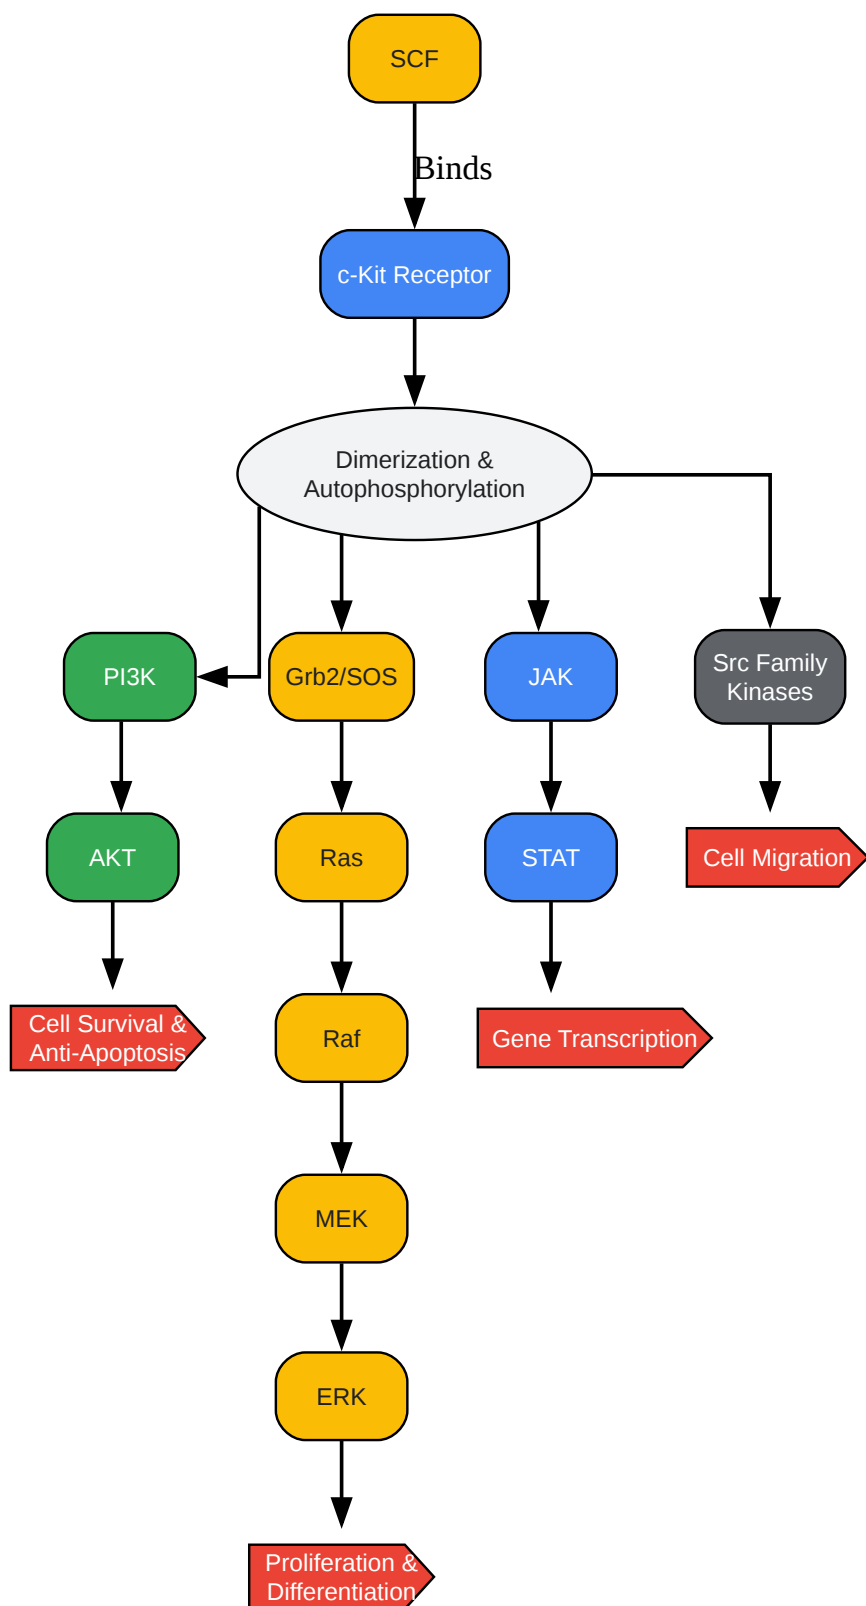 SCF
Binds
c-Kit Receptor
Dimerization &
Autophosphorylation
PI3K
Grb2/SOS
JAK
Src Family
Kinases
AKT
Ras
STAT
Cell Migration
Cell Survival &
Anti-Apoptosis
Raf
Gene Transcription
MEK
ERK
Proliferation &
Differentiation